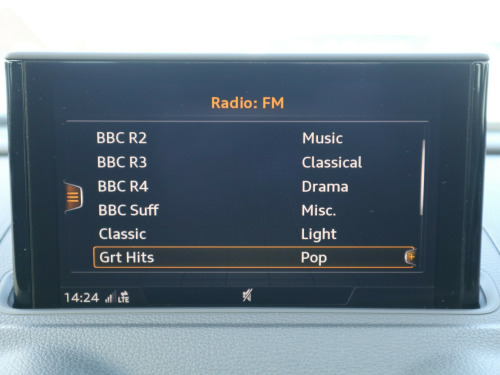 Radio: FM
BBC R2 Music
BBC R3 Classical
BBC R4 Drama
BBC Suff Misc.
Classic Light
Grt Hits Pop
14:24 LTE